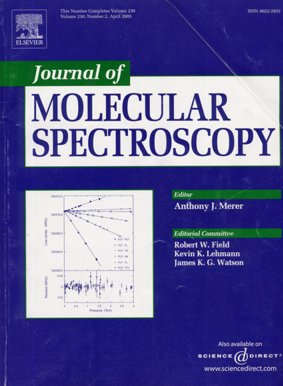 This Number Completes Volume 230
Volume 230, Number 2, April 2005
ISSN 0022-2852
ELSEVIER
Journal of
MOLECULAR
SPECTROSCOPY
Editor
Anthony J. Merer
Editorial Committee
Robert W. Field
Kevin K. Lehmann
James K. G. Watson
Pressure, (Torr)
Also available on
SCIENCE DIRECT®
www.sciencedirect.com